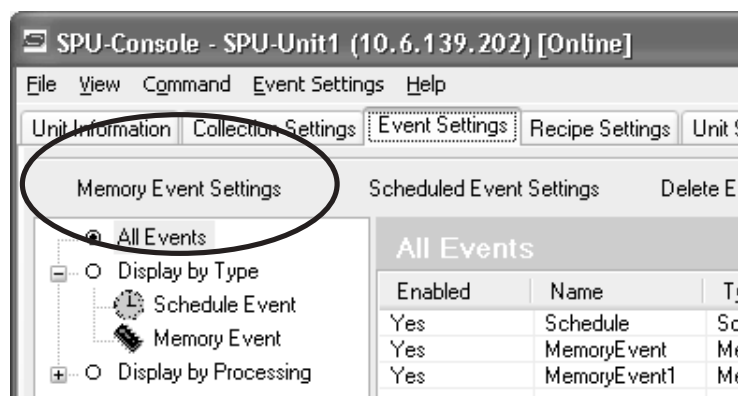 SPU-Console - SPU-Unit1 (10.6.139.202) [Online]
File View Command Event Settings Help
Unit Information Collection Settings Event Settings Recipe Settings Unit
Memory Event Settings Scheduled Event Settings Delete
All Events
Display by Type
Schedule Event
Memory Event
Display by Processing
All Events
Enabled Name
Yes Schedule
Yes MemoryEvent
Yes MemoryEvent1